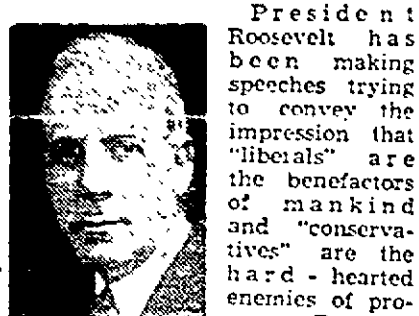 President
Roosevelt has
been making
speeches trying
to convey the
impression that
"liberals" are
the benefactors
of mankind
and "conserva-
tives" are the
hard - hearted
enemies of pro-